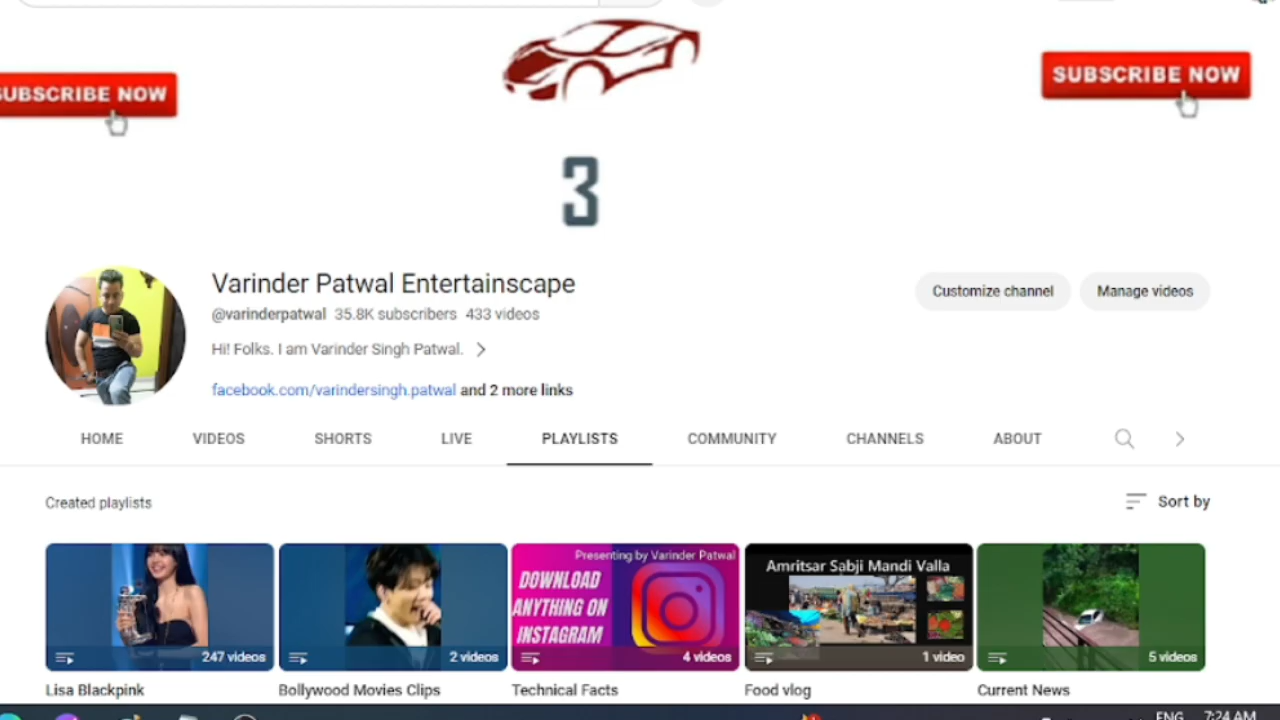 SUBSCRIBE NOW
SUBSCRIBE NOW
3
Varinder Patwal Entertainscape
@varinderpatwal 35.8K subscribers 433 videos
Hi! Folks. I am Varinder Singh Patwal.
facebook.com/varindersingh.patwal and 2 more links
Customize channel
Manage videos
HOME VIDEOS SHORTS LIVE PLAYLISTS COMMUNITY CHANNELS ABOUT
Created playlists
Sort by
247 videos
Lisa Blackpink
2 videos
Bollywood Movies Clips
Presenting by Varinder Patwal
DOWNLOAD
ANYTHING ON
INSTAGRAM
4 videos
Technical Facts
Amritsar Sabji Mandi Valla
1 video
Food vlog
5 videos
Current News
ENG 7:24 AM